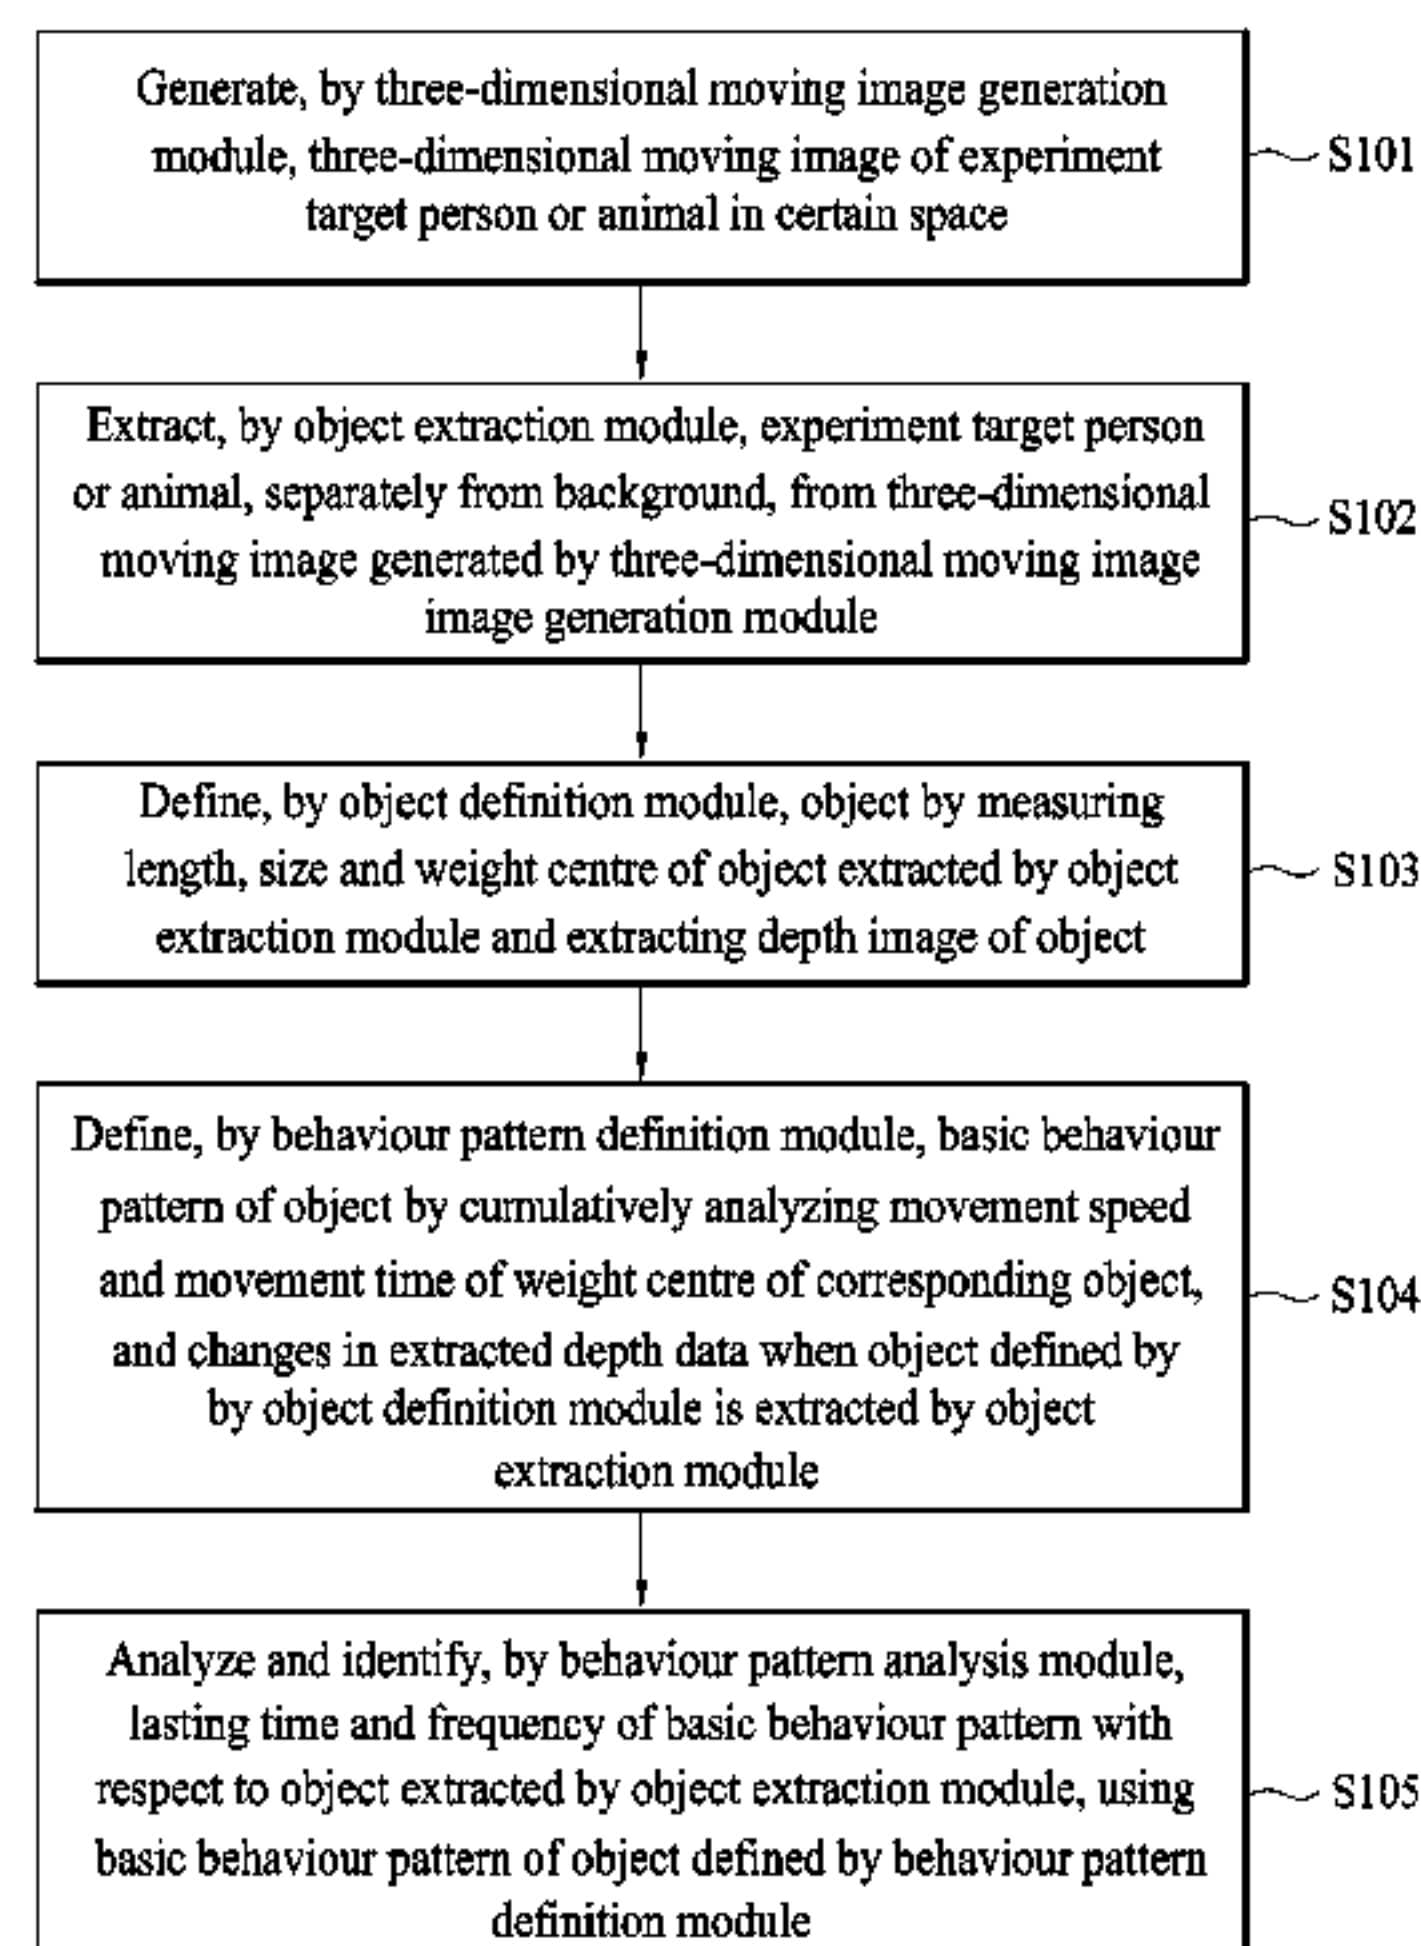 Generate, by three-dimensional moving image generation
module, three-dimensional moving image of experiment
target person or animal in certain space
S101
Extract, by object extraction module, experiment target person
or animal, separately from background, from three-dimensional
moving image generated by three-dimensional moving image
image generation module
S102
Define, by object definition module, object by measuring
length, size and weight centre of object extracted by object
extraction module and extracting depth image of object
S103
Define, by behaviour pattern definition module, basic behaviour
pattern of object by cumulatively analyzing movement speed
and movement time of weight centre of corresponding object,
and changes in extracted depth data when object defined by
by object definition module is extracted by object
extraction module
S104
Analyze and identify, by behaviour pattern analysis module,
lasting time and frequency of basic behaviour pattern with
respect to object extracted by object extraction module, using
basic behaviour pattern of object defined by behaviour pattern
definition module
S105